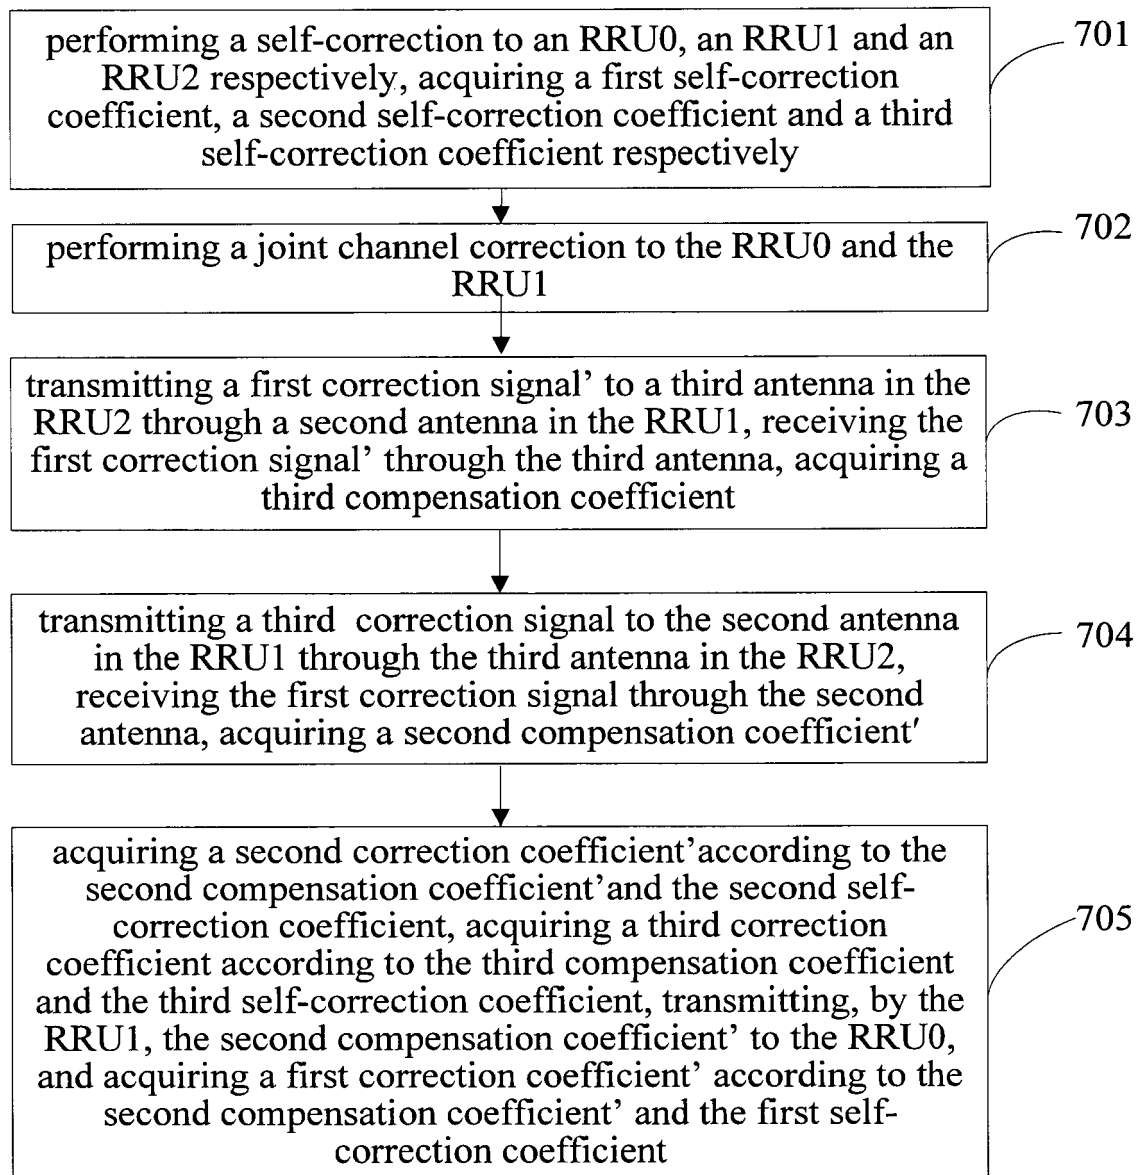 performing a self-correction to an RRU0, an RRU1 and an
RRU2 respectively, acquiring a first self-correction
coefficient, a second self-correction coefficient and a third
self-correction coefficient respectively
701
performing a joint channel correction to the RRU0 and the
RRU1
702
transmitting a first correction signal’ to a third antenna in the
RRU2 through a second antenna in the RRU1, receiving the
first correction signal’ through the third antenna, acquiring a
third compensation coefficient
703
transmitting a third correction signal to the second antenna
in the RRU1 through the third antenna in the RRU2,
receiving the first correction signal through the second
antenna, acquiring a second compensation coefficient′
704
acquiring a second correction coefficient’according to the
second compensation coefficient’and the second self-
correction coefficient, acquiring a third correction
coefficient according to the third compensation coefficient
and the third self-correction coefficient, transmitting, by the
RRU1, the second compensation coefficient’ to the RRU0,
and acquiring a first correction coefficient’ according to the
second compensation coefficient’ and the first self-
correction coefficient
705